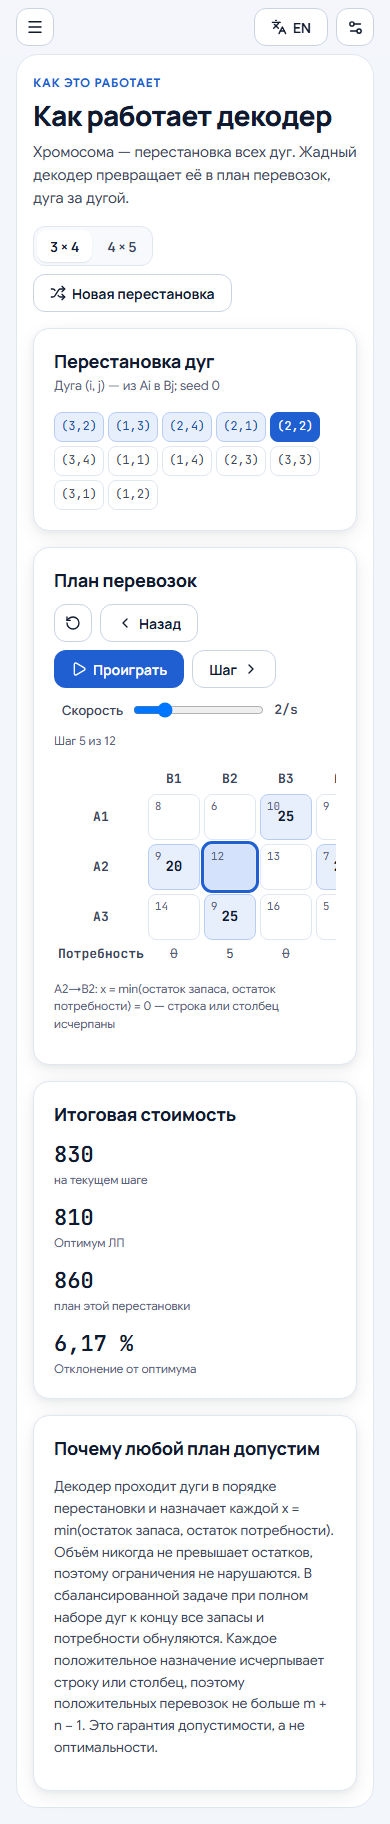 EN
КАК ЭТО РАБОТАЕТ
Как работает декодер
Хромосома — перестановка всех дуг. Жадный
декодер превращает её в план перевозок,
дуга за дугой.
3 × 4 4 × 5
Новая перестановка
Перестановка дуг
Дуга (i, j) — из Ai в Bj; seed 0
(3,2) (1,3) (2,4) (2,1) (2,2)
(3,4) (1,1) (1,4) (2,3) (3,3)
(3,1) (1,2)
План перевозок
Назад
Проиграть Шаг
Скорость 2/s
Шаг 5 из 12
B1 B2 B3
A1 8 6 10 25 9
A2 9 20 12 13 7
A3 14 9 25 16 5
Потребность 0 5 0
A2→B2: x = min(остаток запаса, остаток
потребности) = 0 — строка или столбец
исчерпаны
Итоговая стоимость
830
на текущем шаге
810
Оптимум ЛП
860
план этой перестановки
6,17 %
Отклонение от оптимума
Почему любой план допустим
Декодер проходит дуги в порядке
перестановки и назначает каждой x =
min(остаток запаса, остаток потребности).
Объём никогда не превышает остатков,
поэтому ограничения не нарушаются. В
сбалансированной задаче при полном
наборе дуг к концу все запасы и
потребности обнуляются. Каждое
положительное назначение исчерпывает
строку или столбец, поэтому
положительных перевозок не больше m +
n − 1. Это гарантия допустимости, а не
оптимальности.